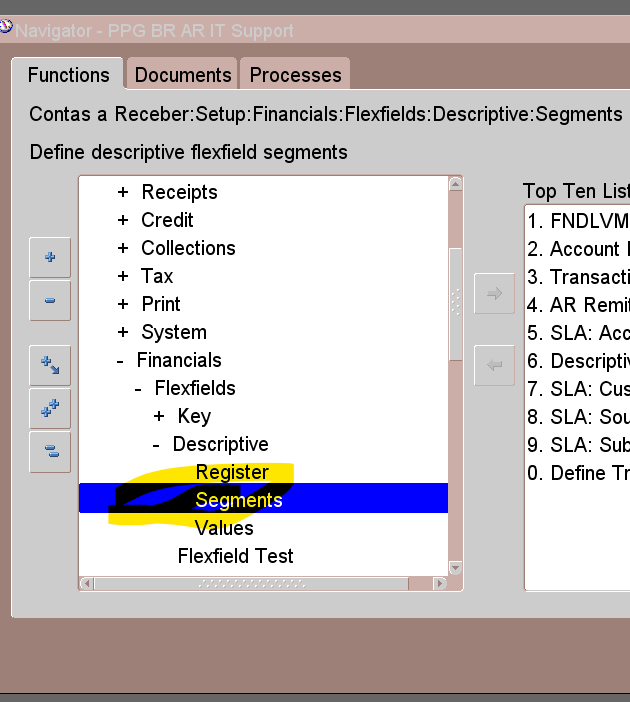 Navigator - PPG BR AR IT Support
Functions Documents Processes
Contas a Receber:Setup:Financials:Flexfields:Descriptive:Segments
Define descriptive flexfield segments
+ Receipts
+ Credit
+ Collections
+ Tax
+ Print
+ System
- Financials
- Flexfields
+ Key
- Descriptive
Register
Segments
Values
Flexfield Test
Top Ten List
1. FNDLVM
2. Account
3. Transacti
4. AR Remit
5. SLA: Acc
6. Descriptiv
7. SLA: Cus
8. SLA: Sou
9. SLA: Sub
0. Define Tr